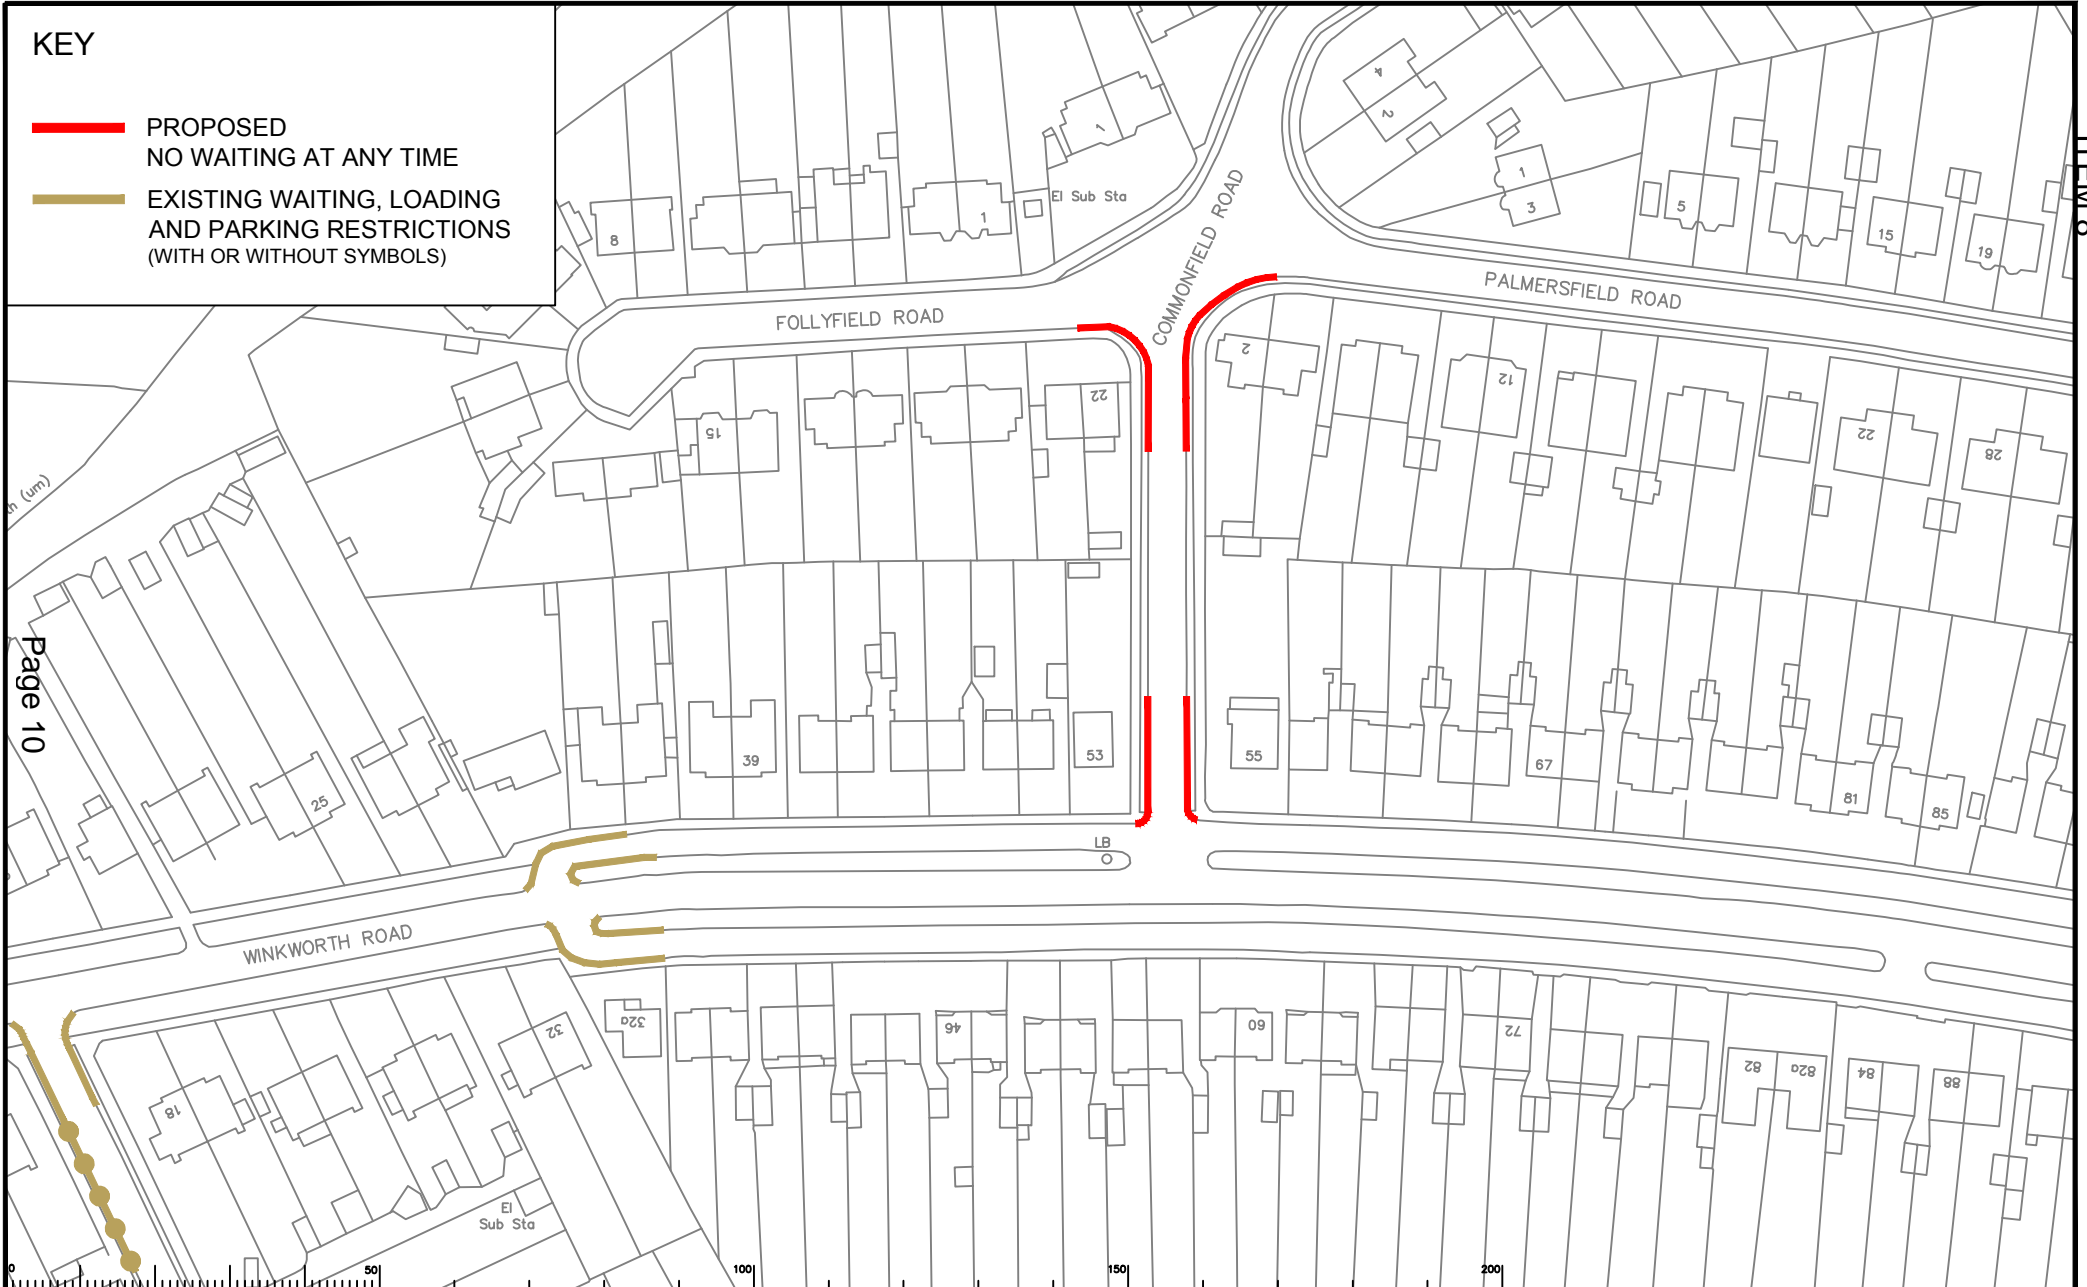 KEY
PROPOSED
NO WAITING AT ANY TIME
EXISTING WAITING, LOADING
AND PARKING RESTRICTIONS
(WITH OR WITHOUT SYMBOLS)
Page 10
FOLLYFIELD ROAD
COMMONFIELD ROAD
PALMERSFIELD ROAD
WINKWORTH ROAD
El Sub Sta
El
Sub Sta
LB
(um)
8
1
1
4
2
1
3
5
15
19
15
22
2
12
22
28
25
39
53
55
67
81
85
18
32
32a
46
60
72
82
82a
84
88
0
50
100
150
200